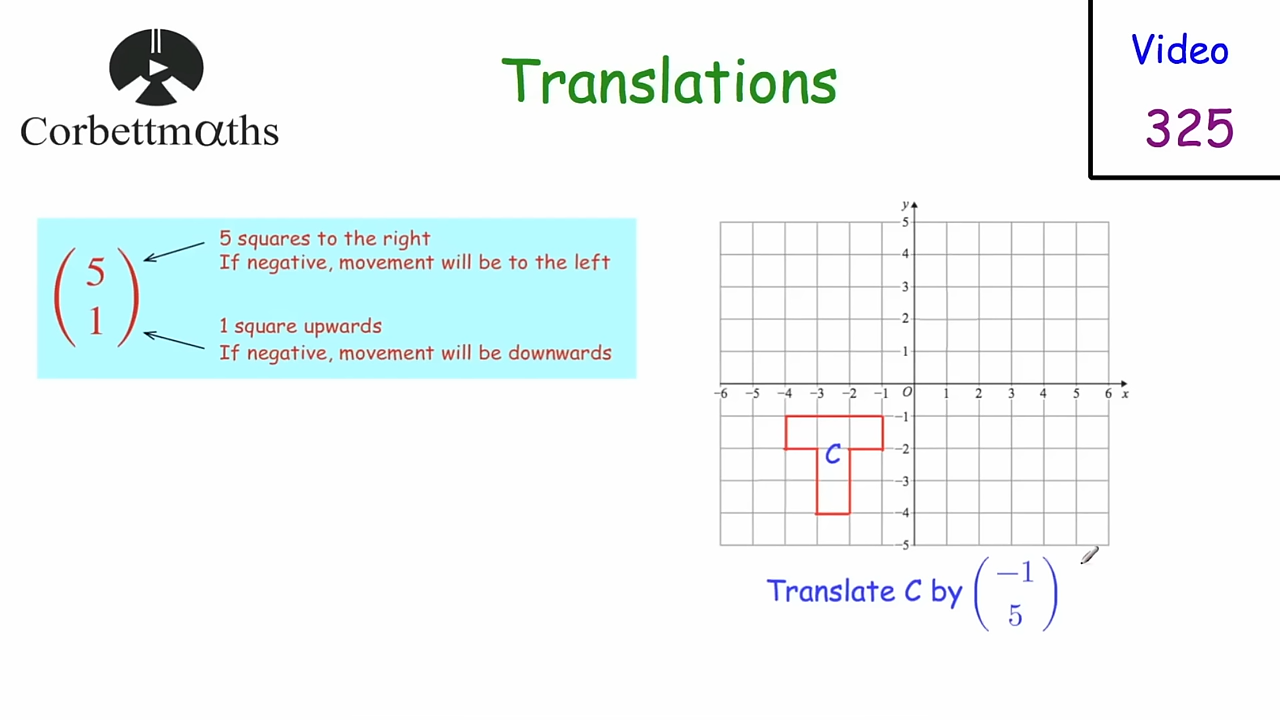 Corbettmαths
Translations
Video
325
5
1
5 squares to the right
If negative, movement will be to the left
1 square upwards
If negative, movement will be downwards
y
5
4
3
2
1
−6 −5 −4 −3 −2 −1 O 1 2 3 4 5 6 x
−1
−2
−3
−4
−5
C
Translate C by
−1
5